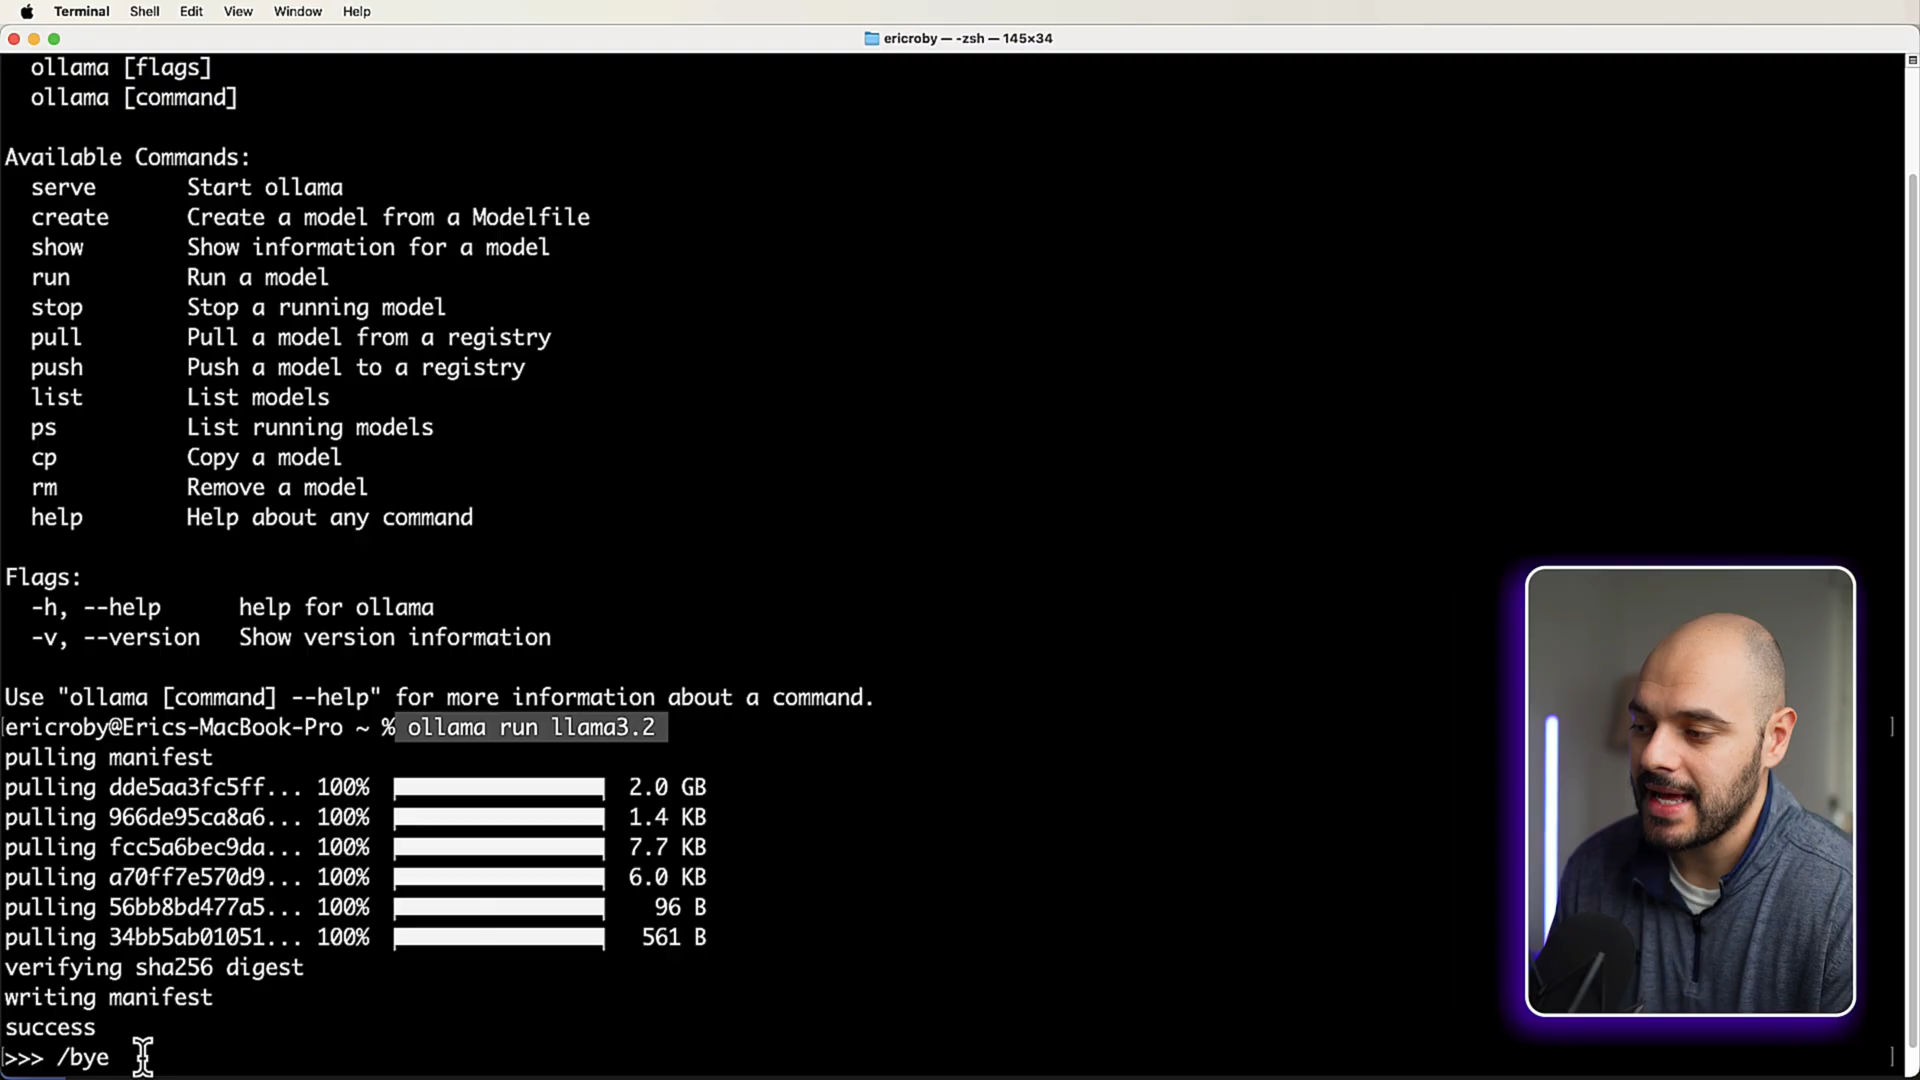 Terminal Shell Edit View Window Help
ericroby — -zsh — 145×34
ollama [flags]
ollama [command]
Available Commands:
serve Start ollama
create Create a model from a Modelfile
show Show information for a model
run Run a model
stop Stop a running model
pull Pull a model from a registry
push Push a model to a registry
list List models
ps List running models
cp Copy a model
rm Remove a model
help Help about any command
Flags:
-h, --help help for ollama
-v, --version Show version information
Use "ollama [command] --help" for more information about a command.
[ericroby@Erics-MacBook-Pro ~ % ollama run llama3.2 ]
pulling manifest
pulling dde5aa3fc5ff... 100% 2.0 GB
pulling 966de95ca8a6... 100% 1.4 KB
pulling fcc5a6bec9da... 100% 7.7 KB
pulling a70ff7e570d9... 100% 6.0 KB
pulling 56bb8bd477a5... 100% 96 B
pulling 34bb5ab01051... 100% 561 B
verifying sha256 digest
writing manifest
success
[>>> /bye ]